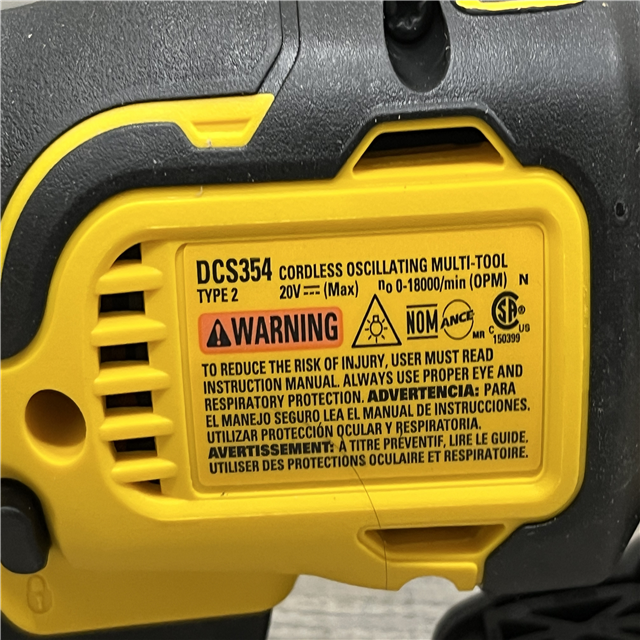 DCS354 CORDLESS OSCILLATING MULTI-TOOL
TYPE 2 20V ⎓ (Max) no 0-18000/min (OPM) N
⚠WARNING NOM ANCE MR C SA US 150399
TO REDUCE THE RISK OF INJURY, USER MUST READ
INSTRUCTION MANUAL. ALWAYS USE PROPER EYE AND
RESPIRATORY PROTECTION. ADVERTENCIA: PARA
EL MANEJO SEGURO LEA EL MANUAL DE INSTRUCCIONES.
UTILIZAR PROTECCIÓN OCULAR Y RESPIRATORIA.
AVERTISSEMENT: À TITRE PRÉVENTIF, LIRE LE GUIDE.
UTILISER DES PROTECTIONS OCULAIRE ET RESPIRATOIRE.